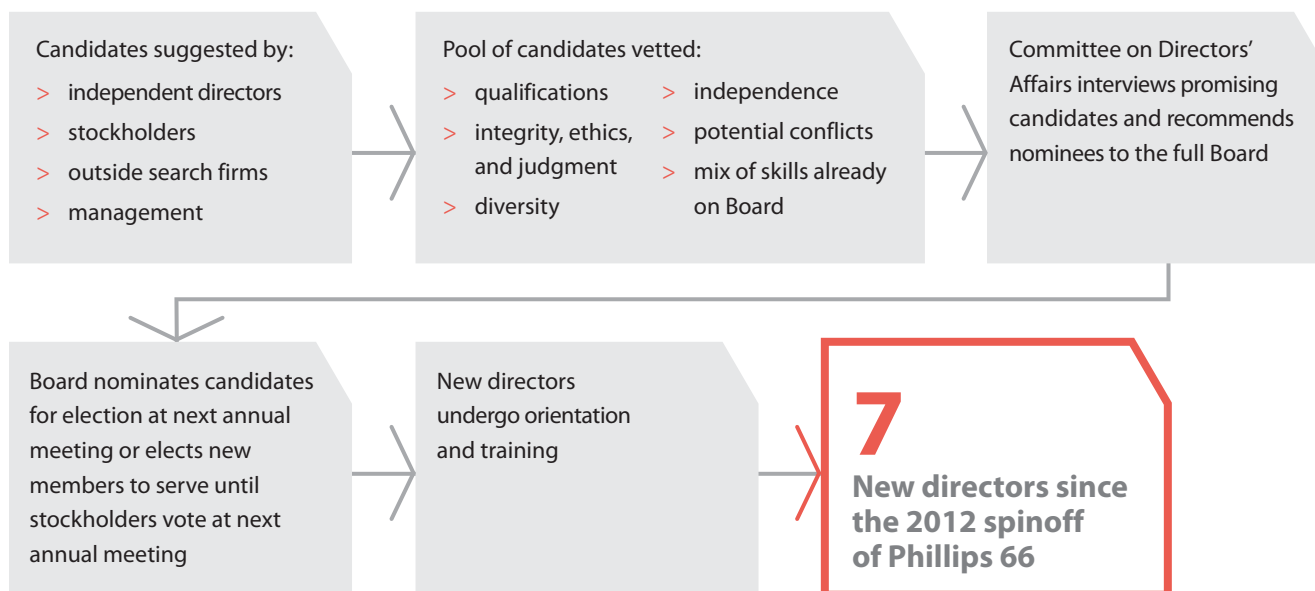 Candidates suggested by:
> independent directors
> stockholders
> outside search firms
> management
Pool of candidates vetted:
> qualifications
> integrity, ethics,
and judgment
> diversity
> independence
> potential conflicts
> mix of skills already
on Board
Committee on Directors’
Affairs interviews promising
candidates and recommends
nominees to the full Board
Board nominates candidates
for election at next annual
meeting or elects new
members to serve until
stockholders vote at next
annual meeting
New directors
undergo orientation
and training
7
New directors since
the 2012 spinoff
of Phillips 66